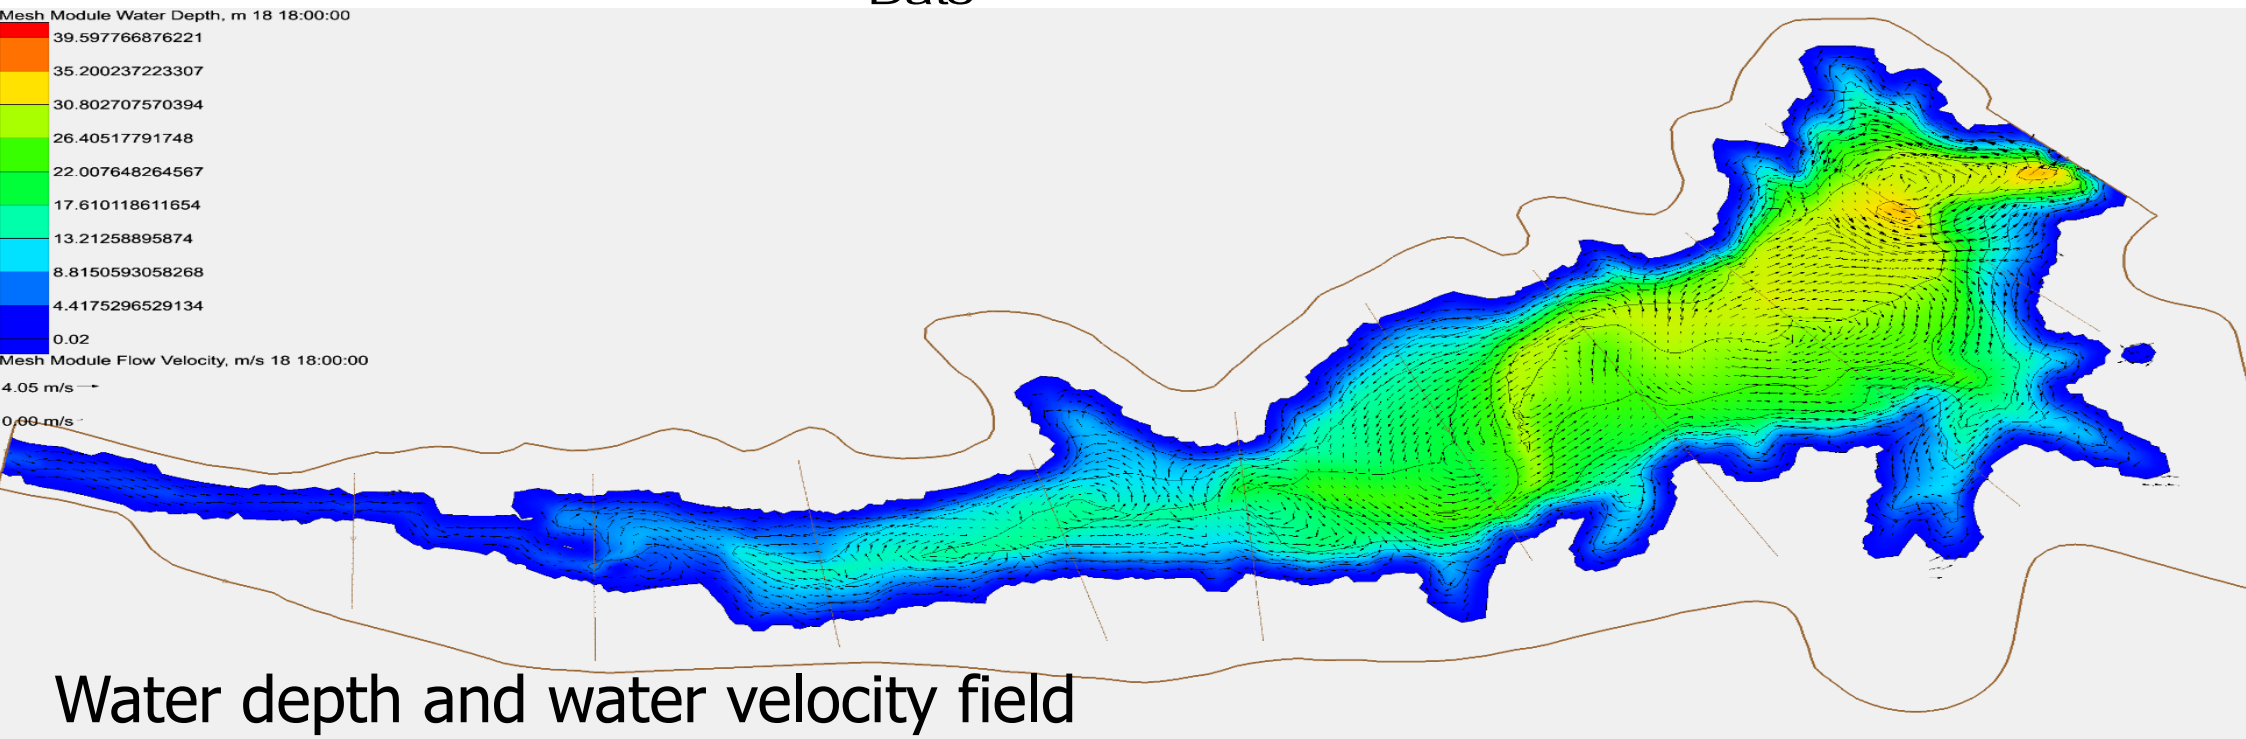 Date
Mesh Module Water Depth, m 18 18:00:00
39.597766876221
35.200237223307
30.802707570394
26.40517791748
22.007648264567
17.610118611654
13.21258895874
8.8150593058268
4.4175296529134
0.02
Mesh Module Flow Velocity, m/s 18 18:00:00
4.05 m/s
0.00 m/s
Water depth and water velocity field